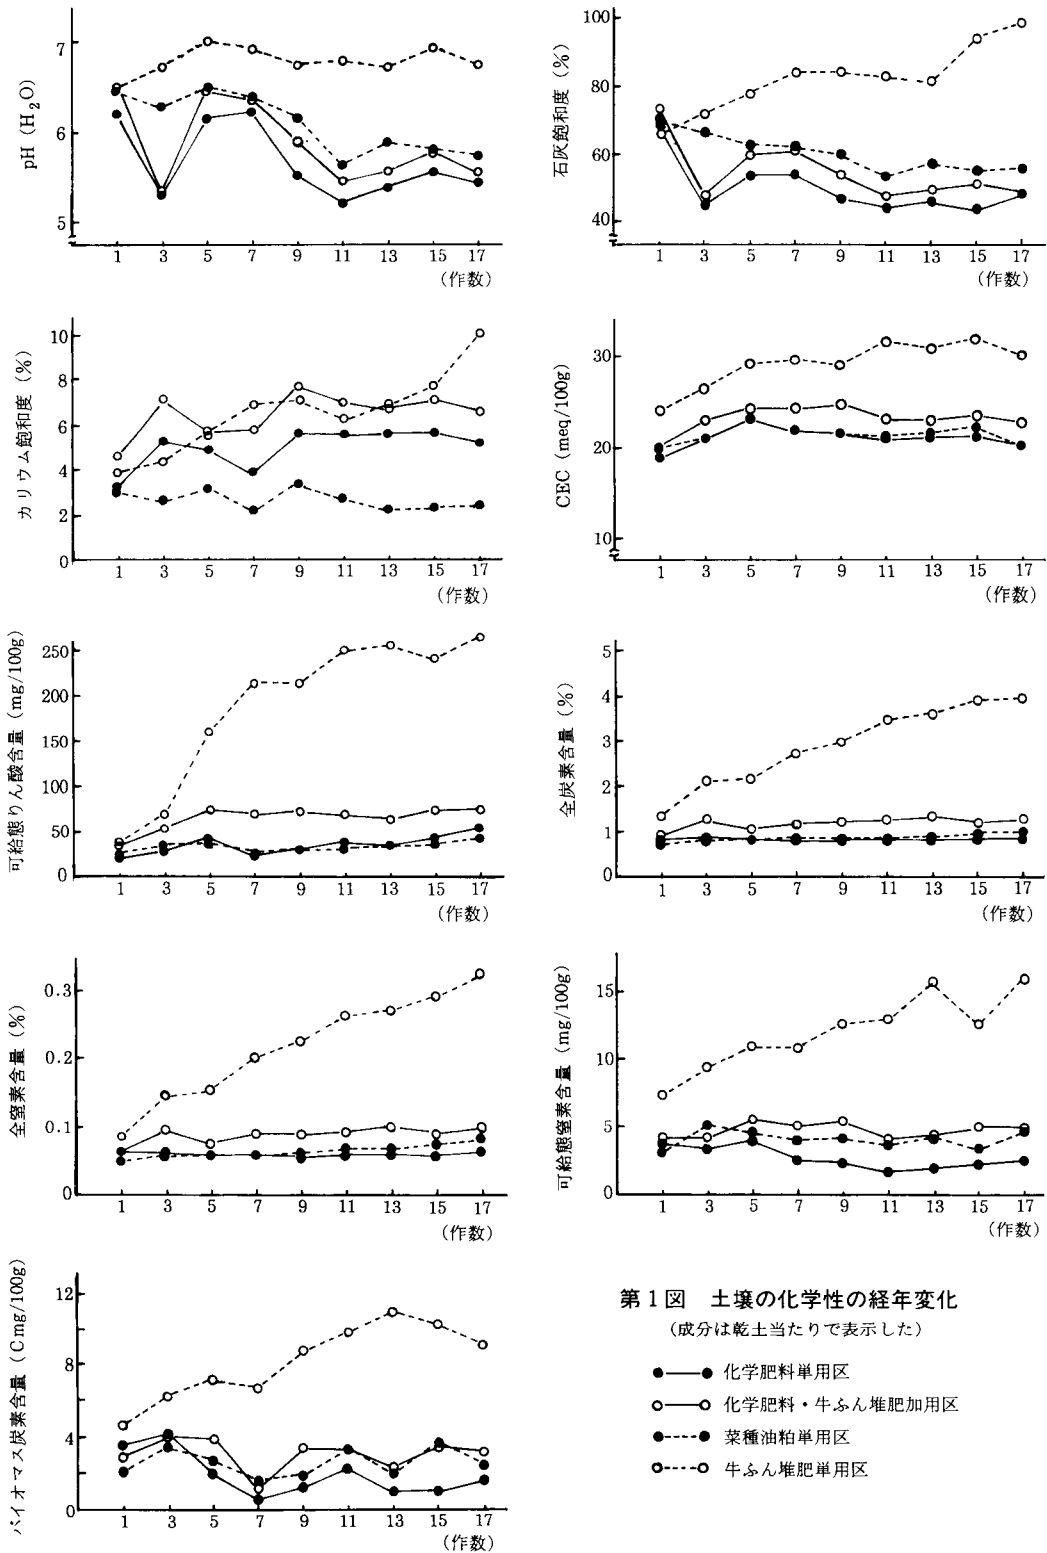 pH (H₂O)
7
6
5
1 3 5 7 9 11 13 15 17
(作数)
石灰飽和度 (%)
100
80
60
40
1 3 5 7 9 11 13 15 17
(作数)
カリウム飽和度 (%)
10
8
6
4
2
0
1 3 5 7 9 11 13 15 17
(作数)
CEC (meq/100g)
30
20
10
1 3 5 7 9 11 13 15 17
(作数)
可給態りん酸含量 (mg/100g)
250
200
150
100
50
0
1 3 5 7 9 11 13 15 17
(作数)
全炭素含量 (%)
5
4
3
2
1
0
1 3 5 7 9 11 13 15 17
(作数)
全窒素含量 (%)
0.3
0.2
0.1
0
1 3 5 7 9 11 13 15 17
(作数)
可給態窒素含量 (mg/100g)
15
10
5
0
1 3 5 7 9 11 13 15 17
(作数)
バイオマス炭素含量 (Cmg/100g)
12
8
4
0
1 3 5 7 9 11 13 15 17
(作数)
第1図 土壌の化学性の経年変化
(成分は乾土当たりで表示した)
化学肥料単用区
化学肥料・牛ふん堆肥加用区
菜種油粕単用区
牛ふん堆肥単用区